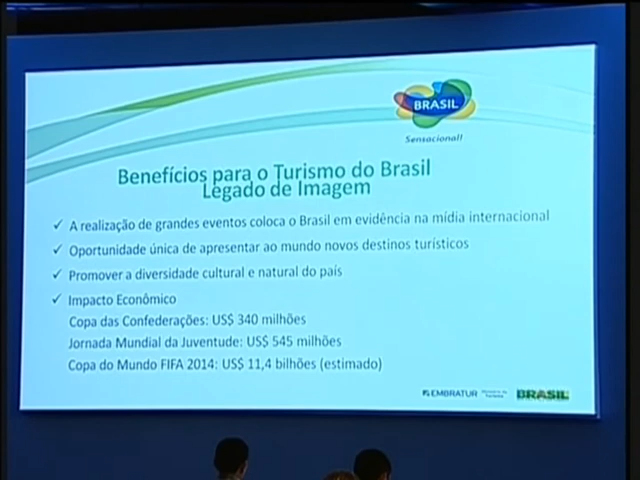 BRASIL
Sensacional!
Benefícios para o Turismo do Brasil
Legado de Imagem
✓ A realização de grandes eventos coloca o Brasil em evidência na mídia internacional
✓ Oportunidade única de apresentar ao mundo novos destinos turísticos
✓ Promover a diversidade cultural e natural do país
✓ Impacto Econômico
Copa das Confederações: US$ 340 milhões
Jornada Mundial da Juventude: US$ 545 milhões
Copa do Mundo FIFA 2014: US$ 11,4 bilhões (estimado)
EMBRATUR BRASIL